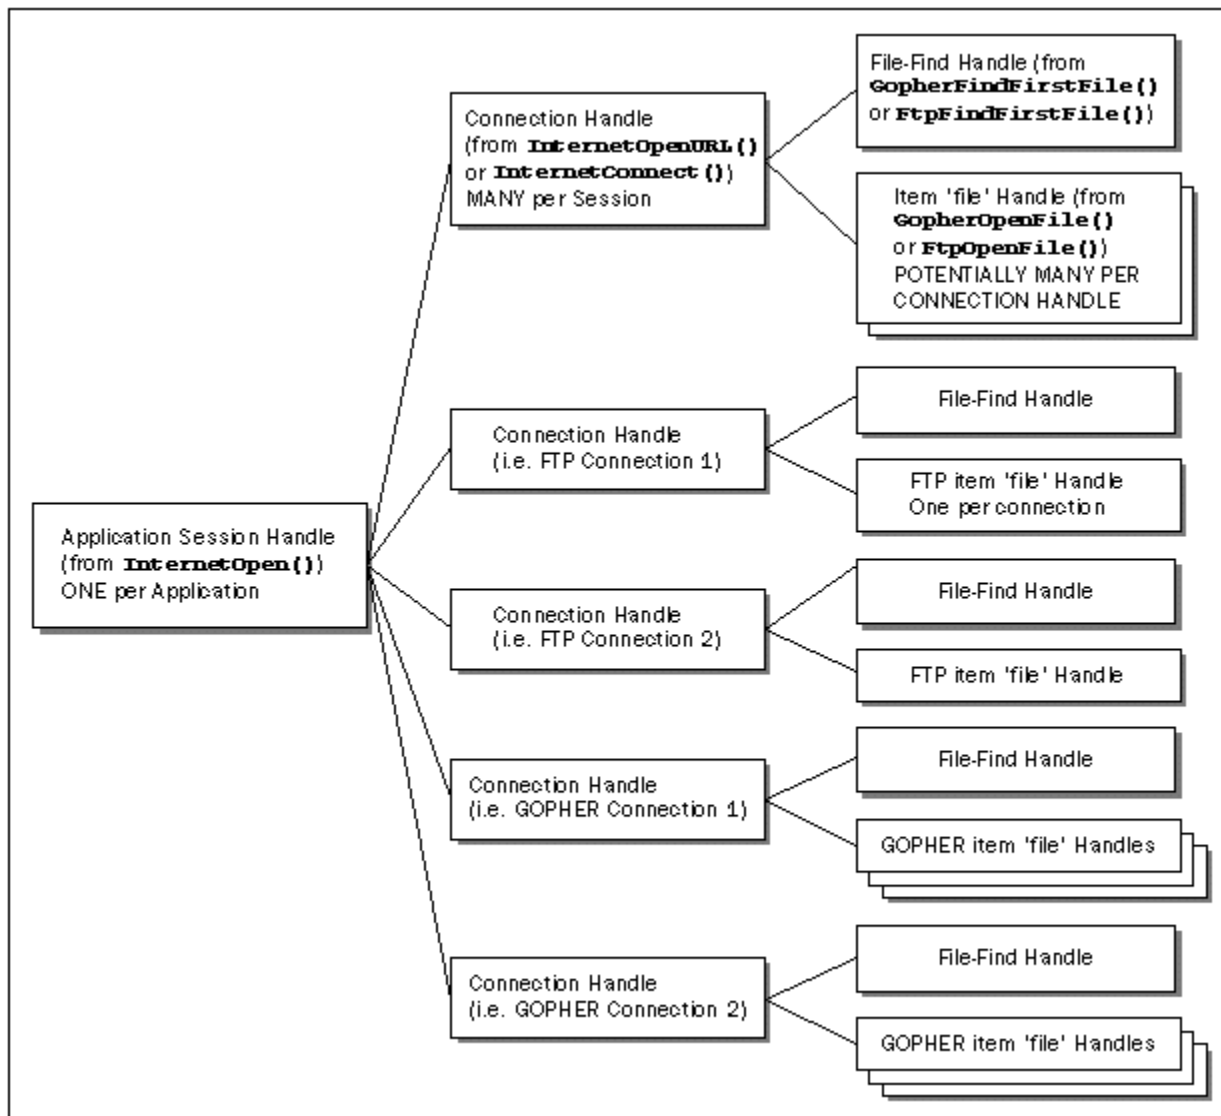 File-Find Handle (from
GopherFindFirstFile()
or FtpFindFirstFile())
Connection Handle
(from InternetOpenURL()
or InternetConnect())
MANY per Session
Item 'file' Handle (from
GopherOpenFile()
or FtpOpenFile())
POTENTIALLY MANY PER
CONNECTION HANDLE
File-Find Handle
Connection Handle
(i.e. FTP Connection 1)
FTP item 'file' Handle
One per connection
Application Session Handle
(from InternetOpen())
ONE per Application
File-Find Handle
Connection Handle
(i.e. FTP Connection 2)
FTP item 'file' Handle
File-Find Handle
Connection Handle
(i.e. GOPHER Connection 1)
GOPHER item 'file' Handles
File-Find Handle
Connection Handle
(i.e. GOPHER Connection 2)
GOPHER item 'file' Handles